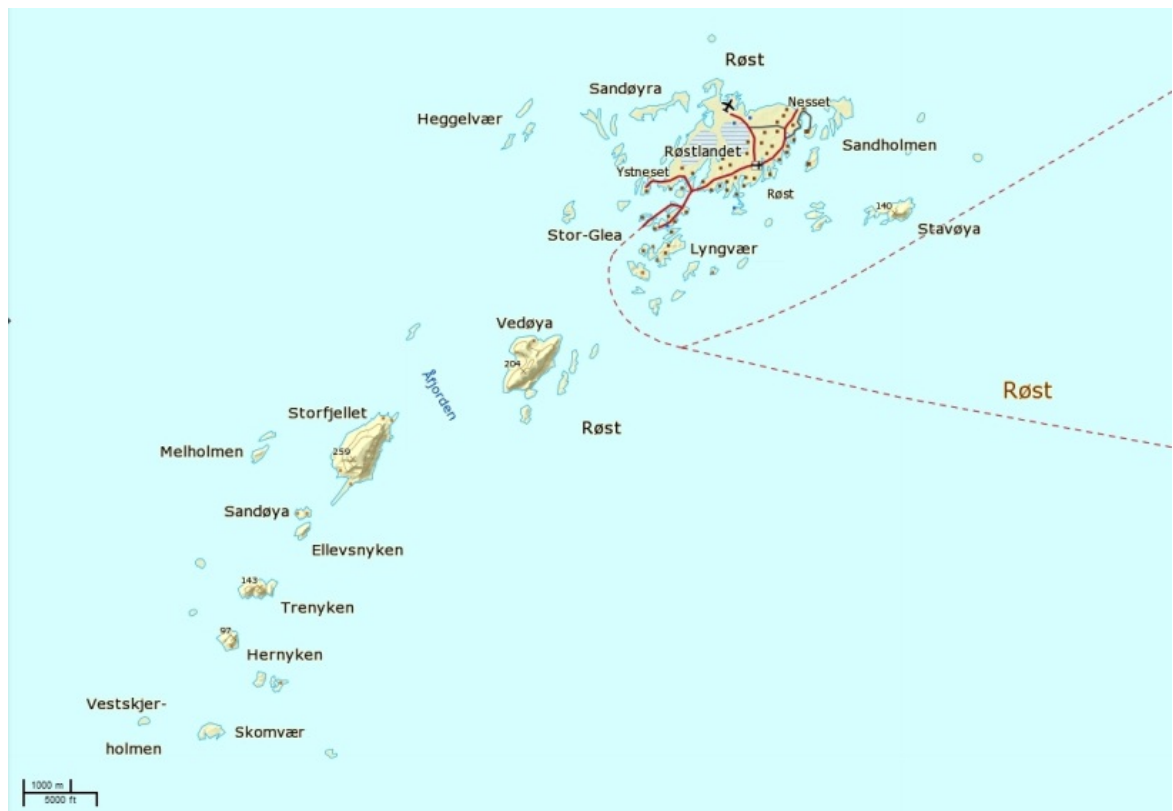 Røst
Sandøyra
Nesset
Heggelvær
Sandholmen
Røstlandet
Ystneset
Røst
140
Stavøya
Stor-Glea
Lyngvær
Vedøya
204
Åfjorden
Røst
Storfjellet
Røst
259
Melholmen
Sandøya
Ellevsnyken
143
Trenyken
97
Hernyken
Vestskjer-
holmen
Skomvær
1000 m
5000 ft